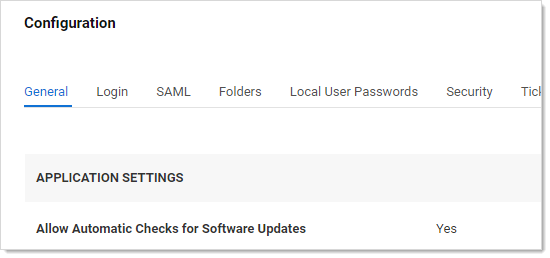 Configuration
General Login SAML Folders Local User Passwords Security Tick
APPLICATION SETTINGS
Allow Automatic Checks for Software Updates Yes